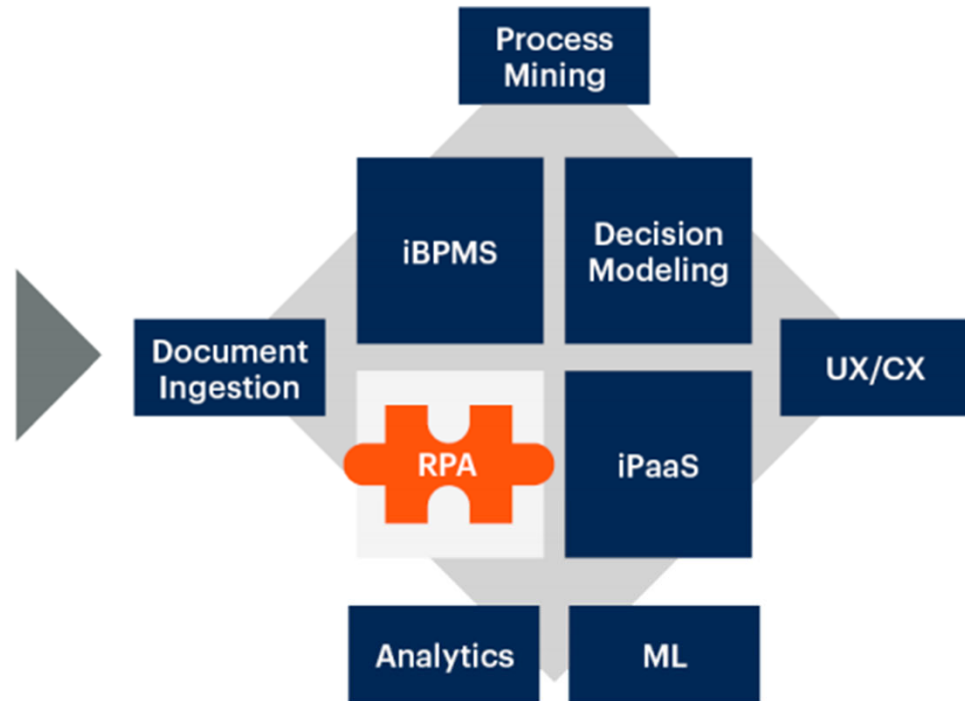 Process
Mining
iBPMS
Decision
Modeling
Document
Ingestion
UX/CX
RPA
iPaaS
Analytics
ML